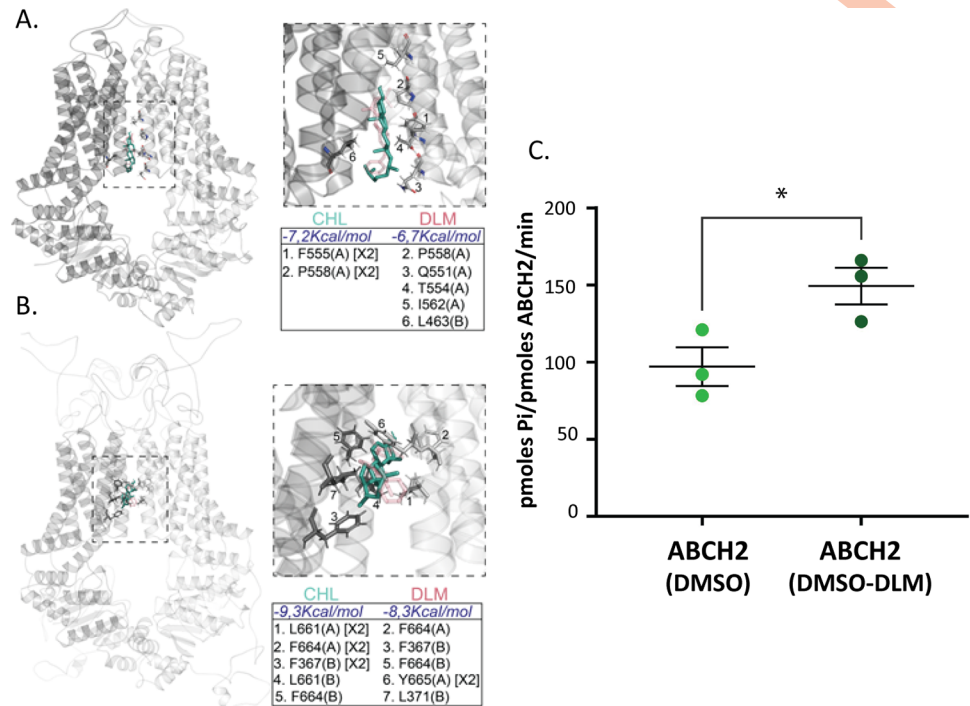 A.
5
2
1
4
6
3
CHL DLM
-7,2Kcal/mol -6,7Kcal/mol
1. F555(A) [X2] 2. P558(A)
2. P558(A) [X2] 3. Q551(A)
4. T554(A)
5. I562(A)
6. L463(B)
B.
6
5 2
7 4 1
3
CHL DLM
-9,3Kcal/mol -8,3Kcal/mol
1. L661(A) [X2] 2. F664(A)
2. F664(A) [X2] 3. F367(B)
3. F367(B) [X2] 5. F664(B)
4. L661(B) 6. Y665(A) [X2]
5. F664(B) 7. L371(B)
C.
*
pmoles Pi/pmoles ABCH2/min
200
150
100
50
0
ABCH2 ABCH2
(DMSO) (DMSO-DLM)